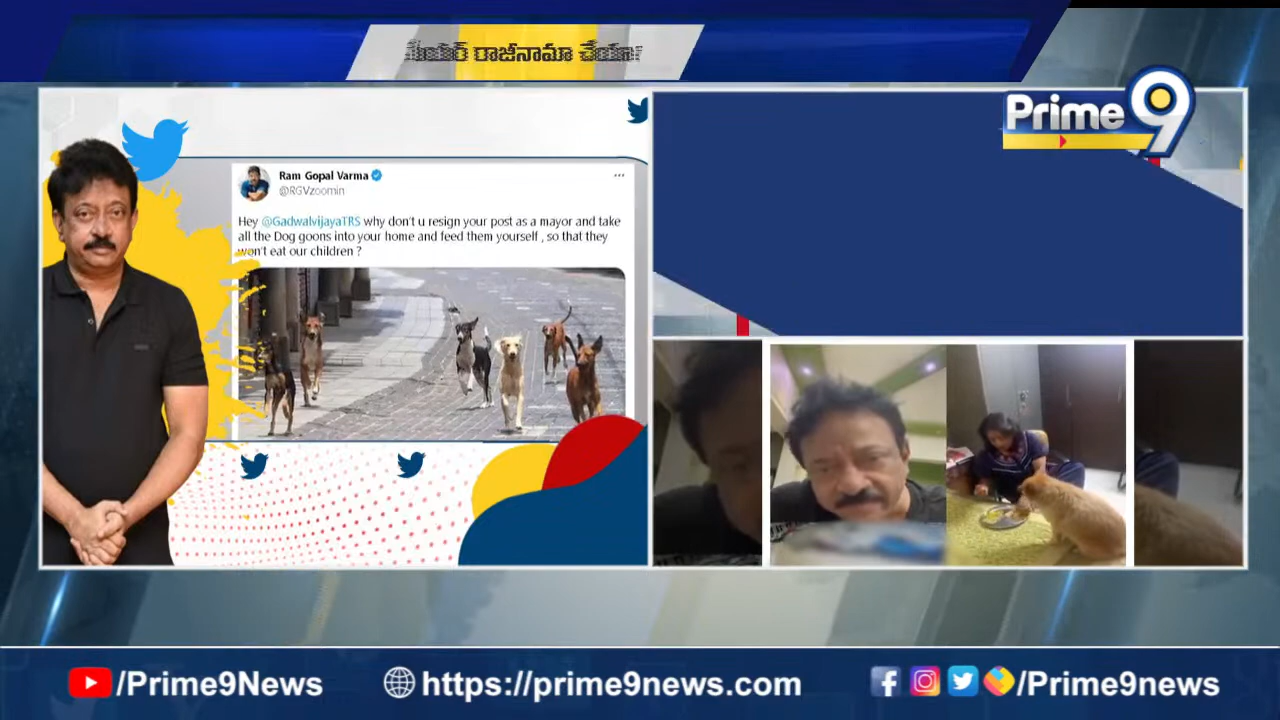 మేయర్ రాజీనామా చేయాలి
Prime9
Ram Gopal Varma
@RGVzoomin
Hey @GadwalvijayaTRS why don't u resign your post as a mayor and take
all the Dog goons into your home and feed them yourself , so that they
won't eat our children ?
/Prime9News
https://prime9news.com
/Prime9news